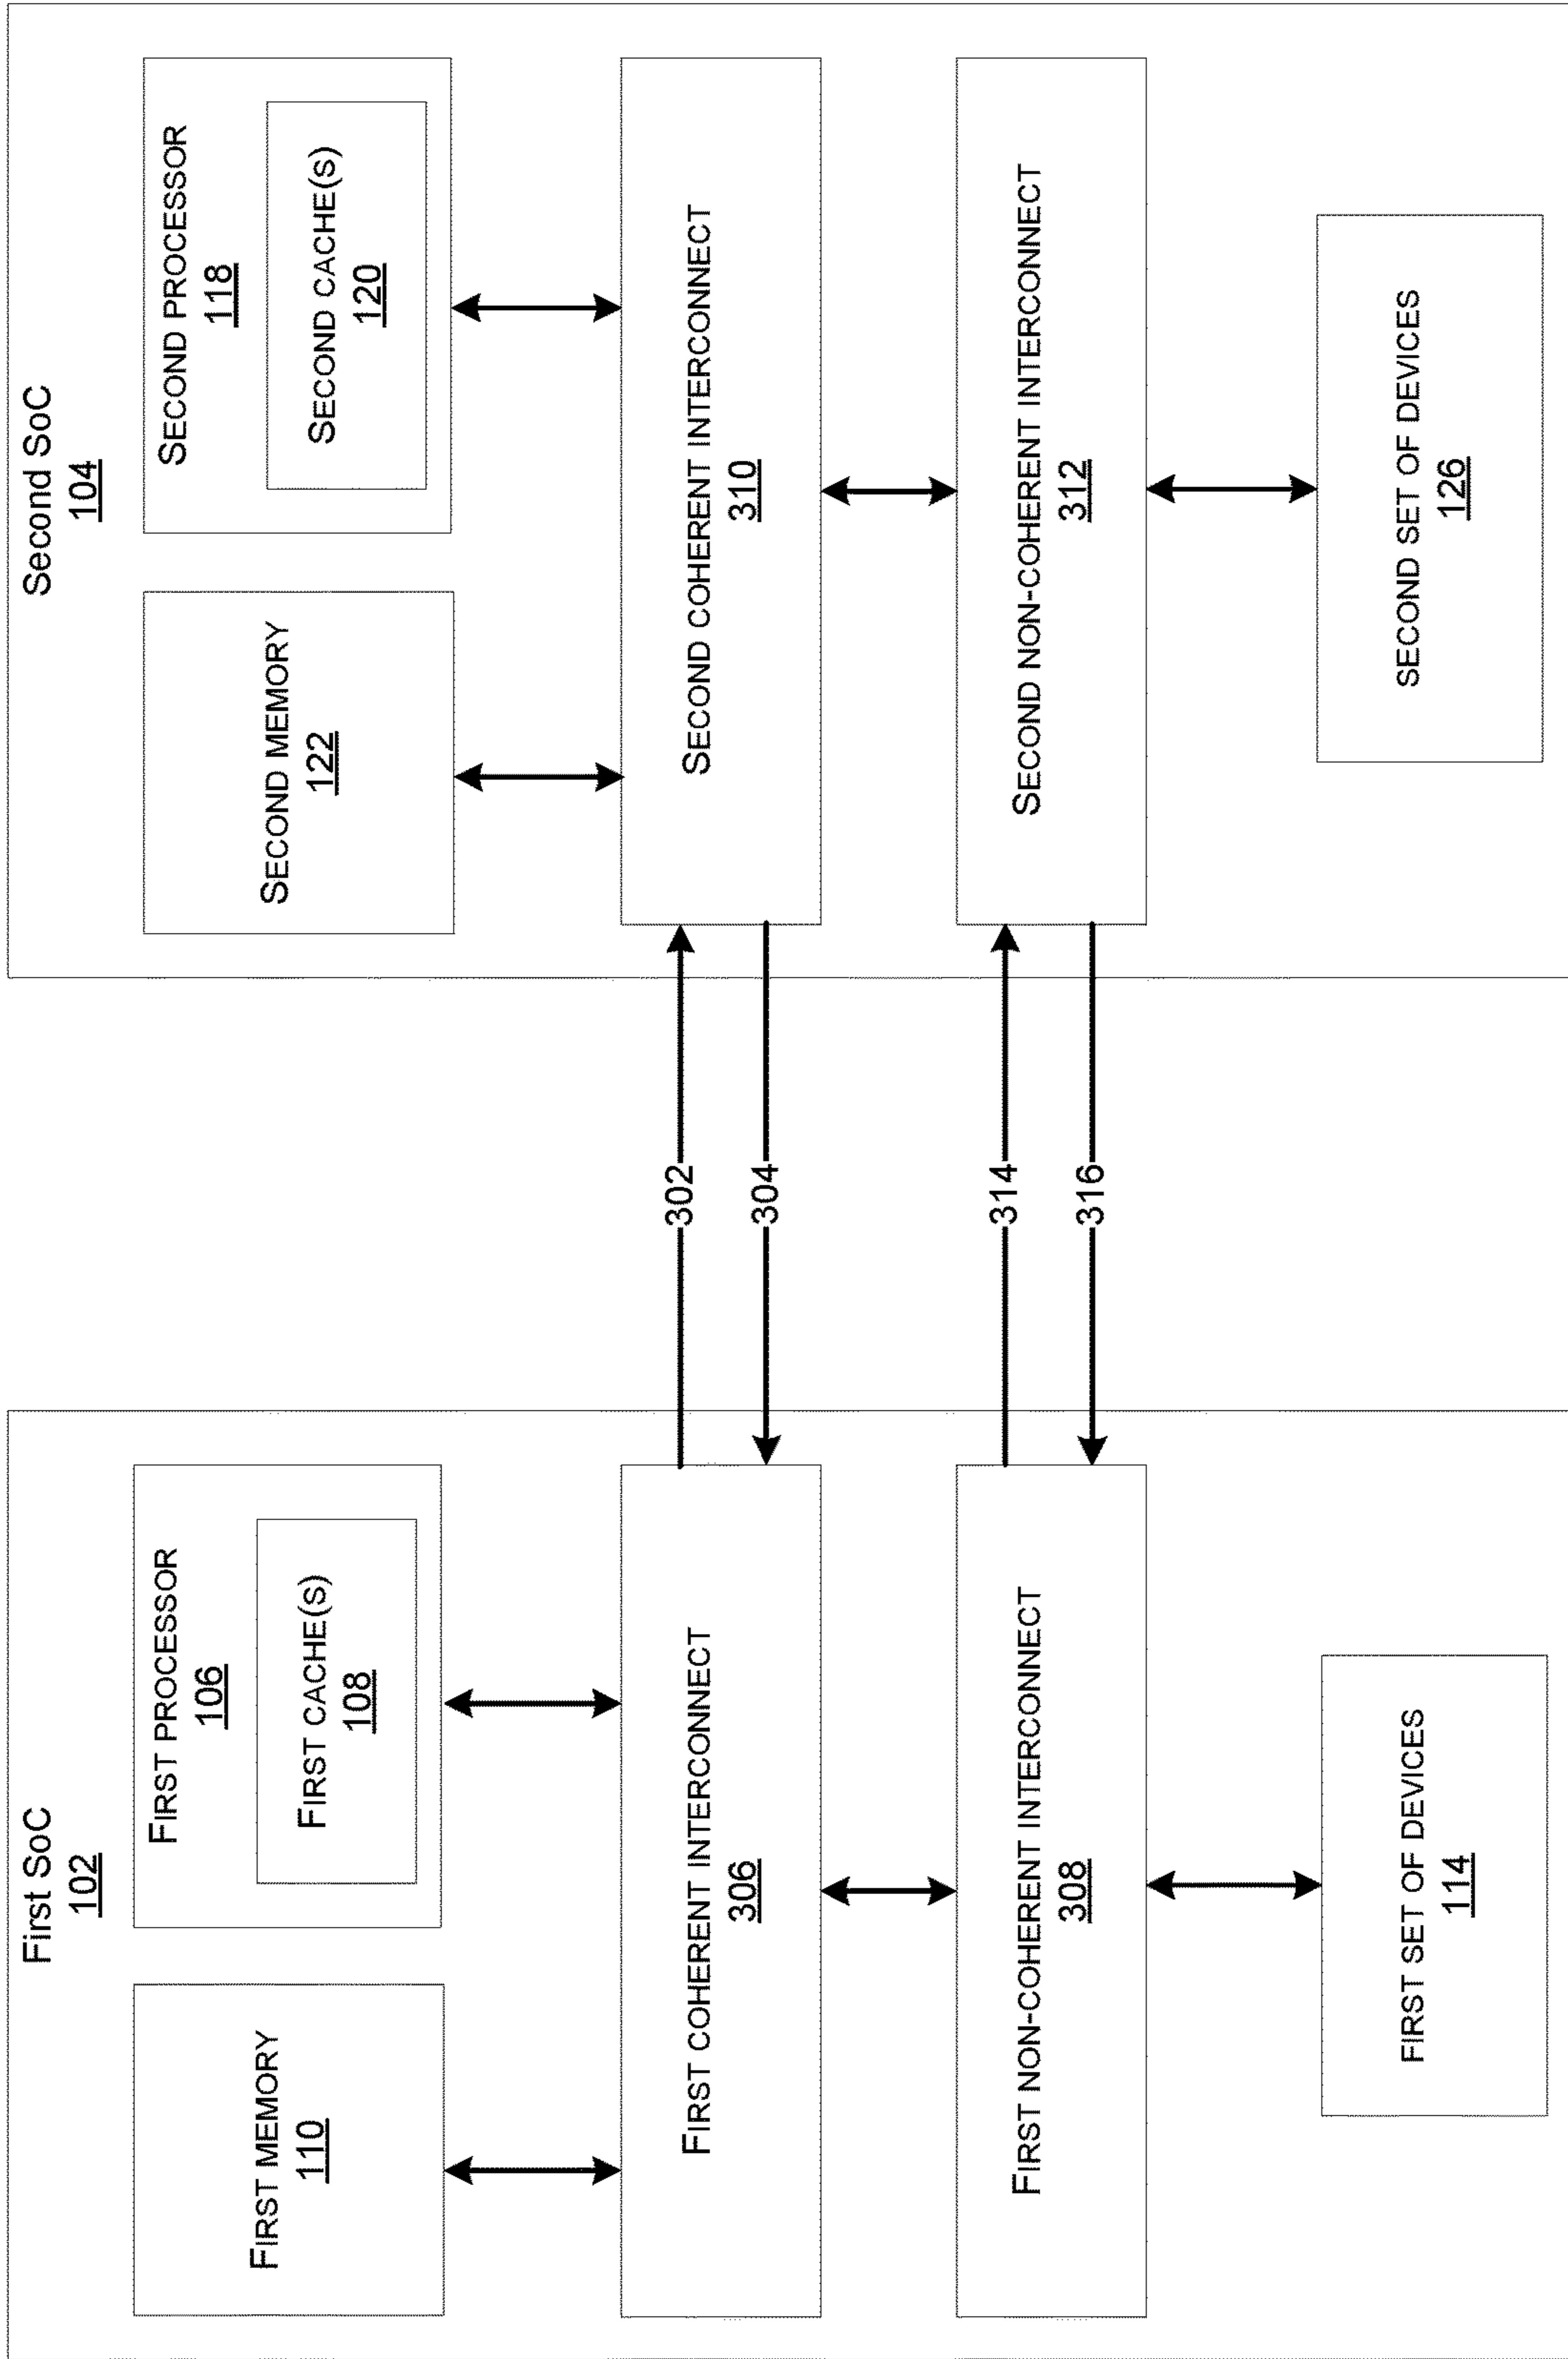 First SoC
102
FIRST MEMORY
110
FIRST PROCESSOR
106
FIRST CACHE(S)
108
FIRST COHERENT INTERCONNECT
306
FIRST NON-COHERENT INTERCONNECT
308
FIRST SET OF DEVICES
114
302
304
314
316
Second SoC
104
SECOND MEMORY
122
SECOND PROCESSOR
118
SECOND CACHE(S)
120
SECOND COHERENT INTERCONNECT
310
SECOND NON-COHERENT INTERCONNECT
312
SECOND SET OF DEVICES
126